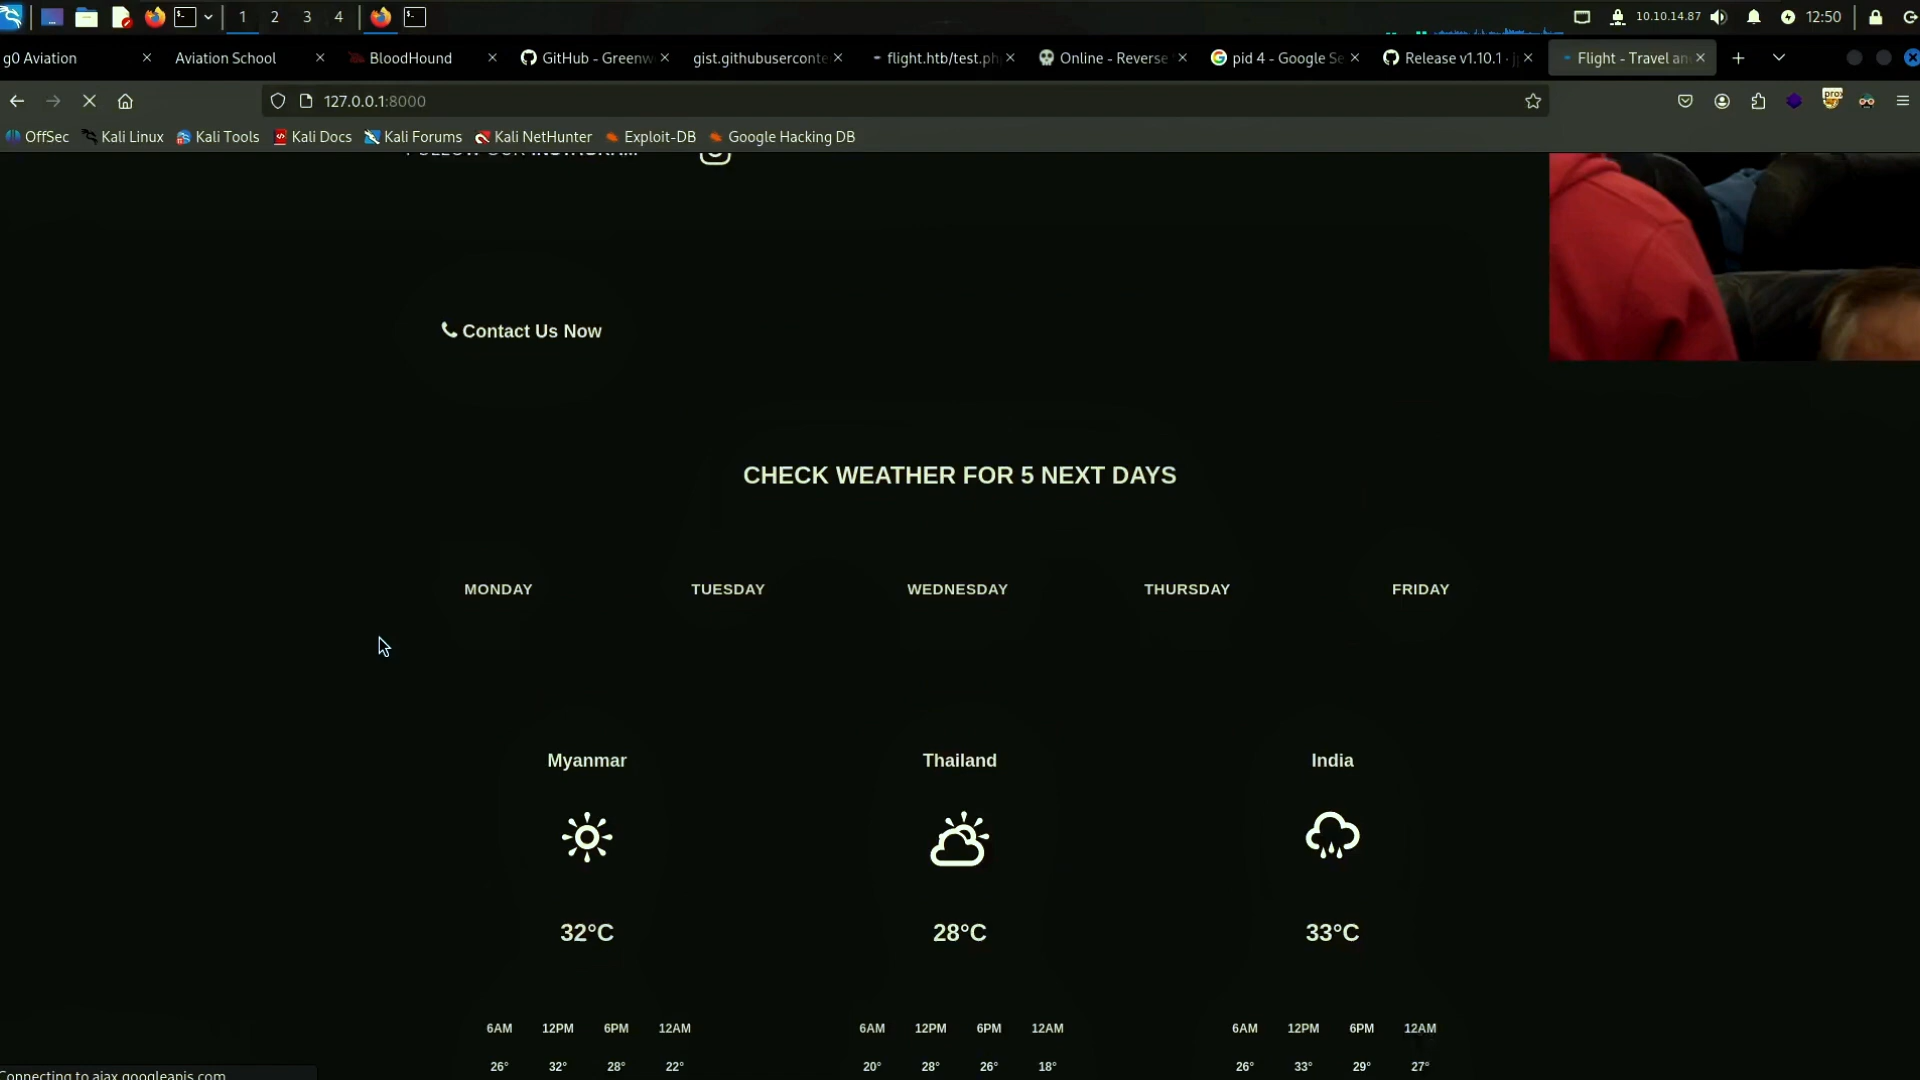 1 2 3 4 10.10.14.87 12:50
g0 Aviation Aviation School BloodHound GitHub - Greenw flight.htb/test.ph Online - Reverse pid 4 - Google Se Release v1.10.1 · Flight - Travel an
gist.githubuserconte
127.0.0.1:8000
OffSec Kali Linux Kali Tools Kali Docs Kali Forums Kali NetHunter Exploit-DB Google Hacking DB
Contact Us Now
CHECK WEATHER FOR 5 NEXT DAYS
MONDAY TUESDAY WEDNESDAY THURSDAY FRIDAY
Myanmar Thailand India
32°C 28°C 33°C
6AM 12PM 6PM 12AM 6AM 12PM 6PM 12AM 6AM 12PM 6PM 12AM
26° 32° 28° 22° 20° 28° 26° 18° 26° 33° 29° 27°
Connecting to ajax.googleapis.com